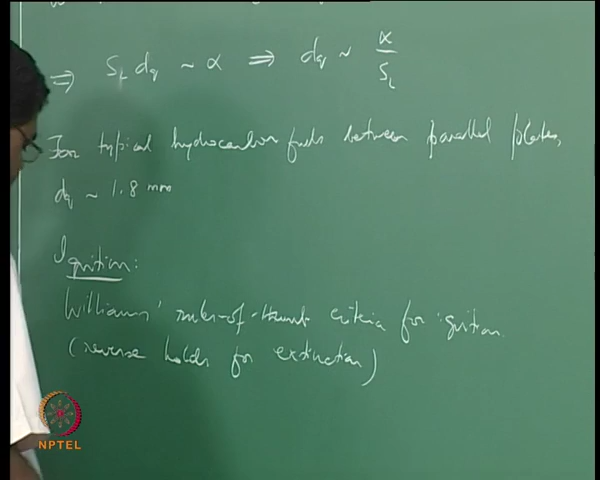 ⇒ S_L d_q ~ α ⇒ d_q ~ α/S_L
For typical hydrocarbon fuels between parallel plates,
d_q ~ 1.8 mm
Ignition:
Williams' rules-of-thumb criteria for ignition
(reverse holds for extinction)
NPTEL